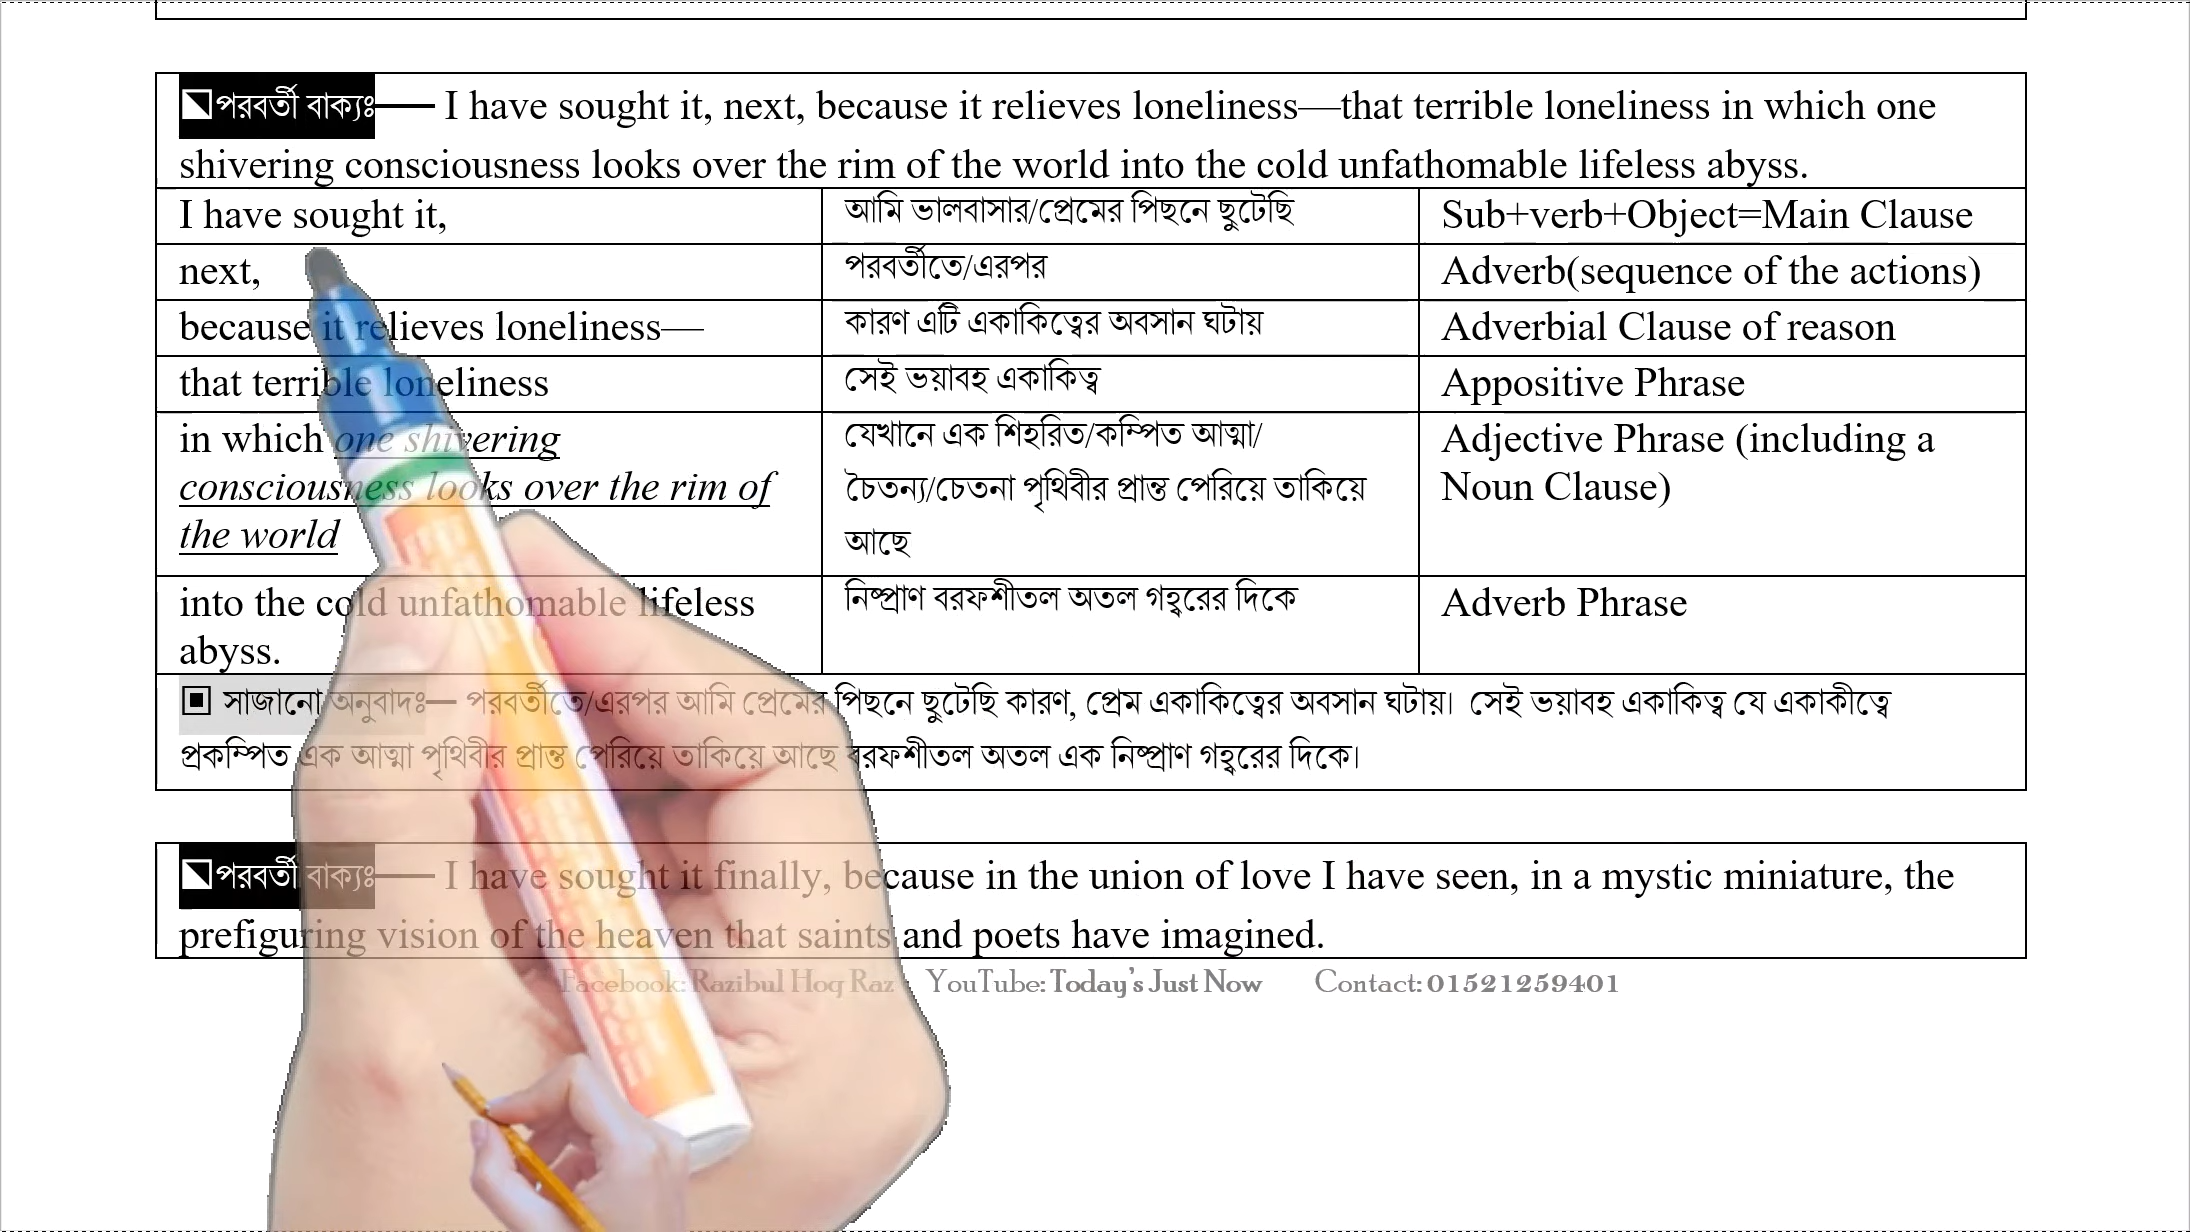 পরবর্তী বাক্যঃ— I have sought it, next, because it relieves loneliness—that terrible loneliness in which one
shivering consciousness looks over the rim of the world into the cold unfathomable lifeless abyss.
I have sought it,
আমি ভালবাসার/প্রেমের পিছনে ছুটেছি
Sub+verb+Object=Main Clause
next,
পরবর্তীতে/এরপর
Adverb(sequence of the actions)
because it relieves loneliness—
কারণ এটি একাকিত্বের অবসান ঘটায়
Adverbial Clause of reason
that terrible loneliness
সেই ভয়াবহ একাকিত্ব
Appositive Phrase
in which one shivering
consciousness looks over the rim of
the world
যেখানে এক শিহরিত/কম্পিত আত্মা/
চৈতন্য/চেতনা পৃথিবীর প্রান্ত পেরিয়ে তাকিয়ে
আছে
Adjective Phrase (including a
Noun Clause)
into the cold unfathomable lifeless
abyss.
নিষ্প্রাণ বরফশীতল অতল গহ্বরের দিকে
Adverb Phrase
সাজানো অনুবাদঃ— পরবর্তীতে/এরপর আমি প্রেমের পিছনে ছুটেছি কারণ, প্রেম একাকিত্বের অবসান ঘটায়। সেই ভয়াবহ একাকিত্ব যে একাকীত্বে
প্রকম্পিত এক আত্মা পৃথিবীর প্রান্ত পেরিয়ে তাকিয়ে আছে বরফশীতল অতল এক নিষ্প্রাণ গহ্বরের দিকে।
পরবর্তী বাক্যঃ— I have sought it finally, because in the union of love I have seen, in a mystic miniature, the
prefiguring vision of the heaven that saints and poets have imagined.
Facebook: Razibul Hoq Raz YouTube: Today's Just Now Contact: 01521259401